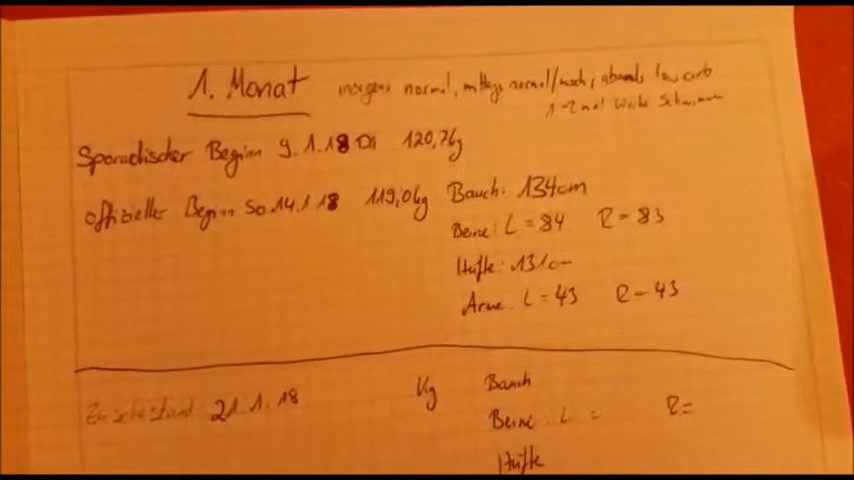 1. Monat morgens normal, mittags normal/nach, abends low carb
1-2 mal Woche Schwimmen
Sporadischer Beginn 9.1.18 Di 120,7kg
offizieller Beginn So 14.1.18 119,0kg Bauch: 134cm
Beine: L = 84 R = 83
Hüfte: 131cm
Arme: L = 43 R = 43
Zwischestand 21.1.18 Kg Bauch
Beine: L = R=
Hüfte